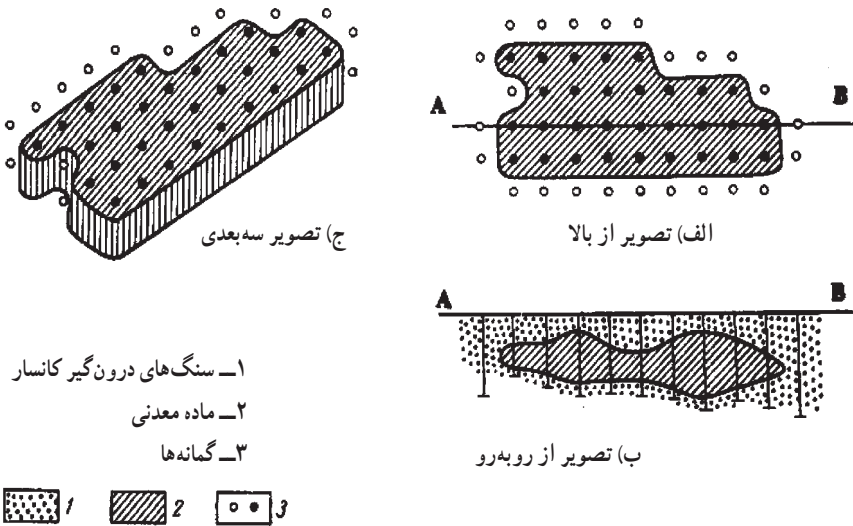 A B
الف) تصویر از بالا
ج) تصویر سه‌بعدی
A B
ب) تصویر از روبه‌رو
۱ــ سنگ‌های درون‌گیر کانسار
۲ــ ماده معدنی
۳ــ گمانه‌ها
1 2 3